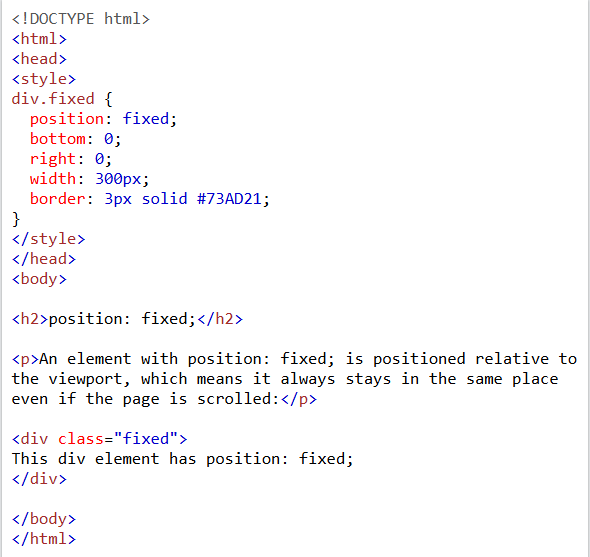 <!DOCTYPE html>
<html>
<head>
<style>
div.fixed {
  position: fixed;
  bottom: 0;
  right: 0;
  width: 300px;
  border: 3px solid #73AD21;
}
</style>
</head>
<body>

<h2>position: fixed;</h2>

<p>An element with position: fixed; is positioned relative to
the viewport, which means it always stays in the same place
even if the page is scrolled:</p>

<div class="fixed">
This div element has position: fixed;
</div>

</body>
</html>